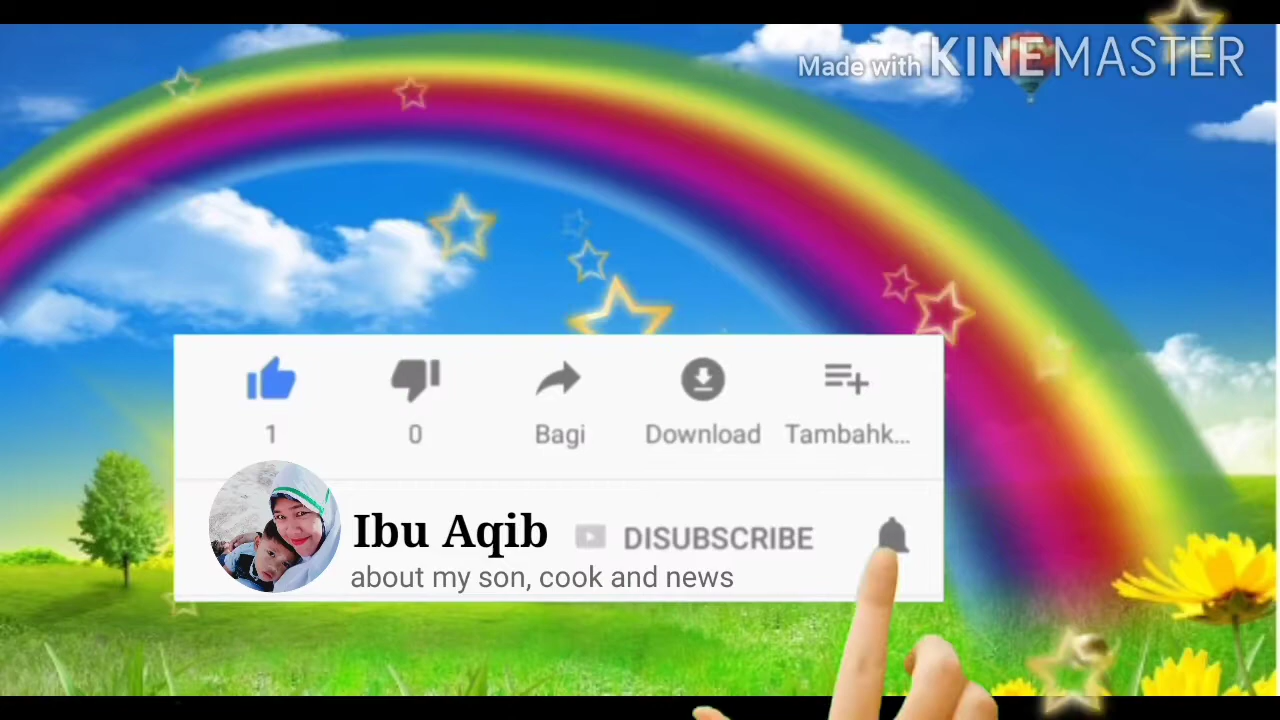 Made with KINEMASTER
1 0 Bagi Download Tambahk...
Ibu Aqib DISUBSCRIBE
about my son, cook and news